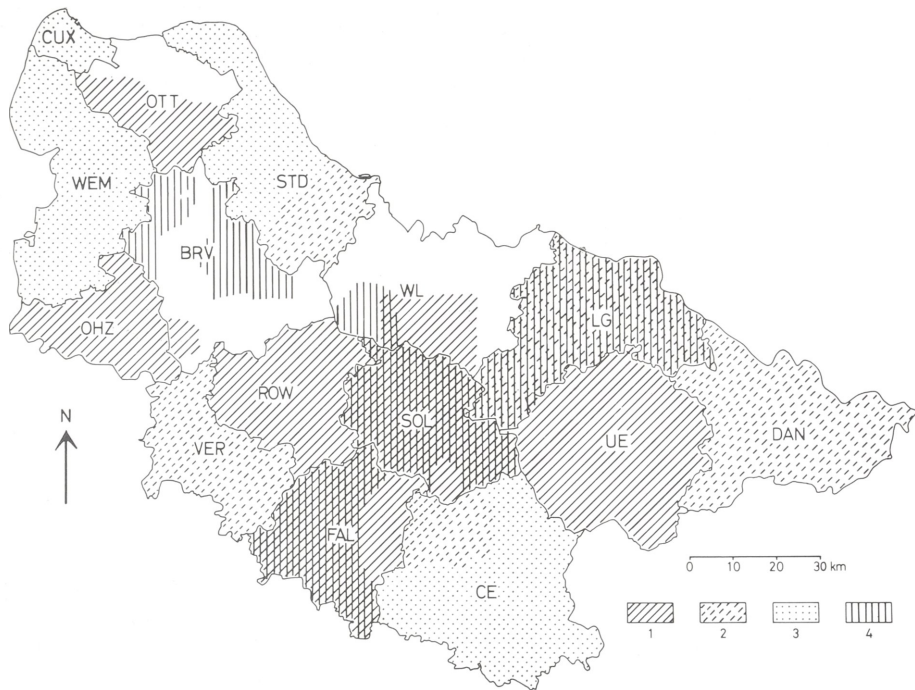 CUX
OTT
WEM
STD
BRV
WL
LG
OHZ
ROW
SOL
N
VER
UE
DAN
FAL
CE
0 10 20 30 km
1 2 3 4